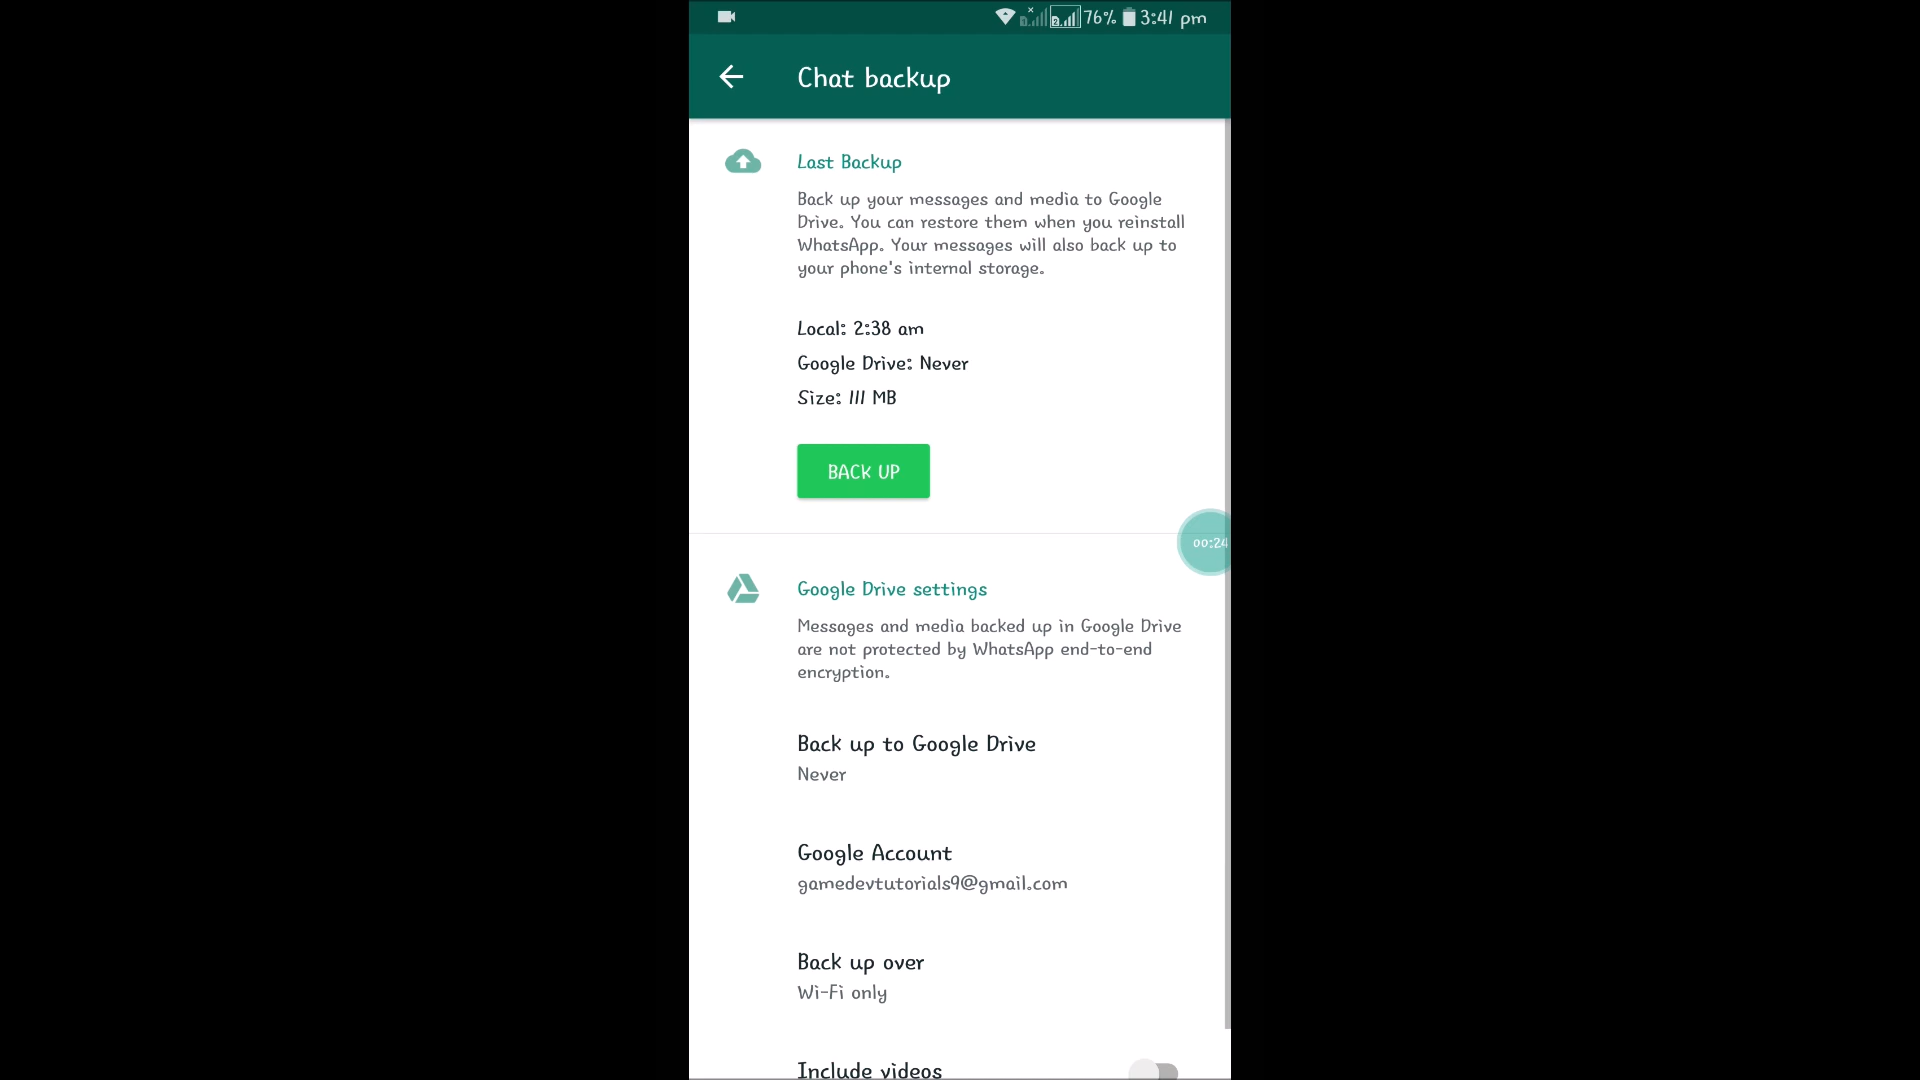 76% 3:41 pm
Chat backup
Last Backup
Back up your messages and media to Google
Drive. You can restore them when you reinstall
WhatsApp. Your messages will also back up to
your phone's internal storage.
Local: 2:38 am
Google Drive: Never
Size: 111 MB
BACK UP
00:24
Google Drive settings
Messages and media backed up in Google Drive
are not protected by WhatsApp end-to-end
encryption.
Back up to Google Drive
Never
Google Account
gamedevtutorials9@gmail.com
Back up over
Wi-Fi only
Include videos